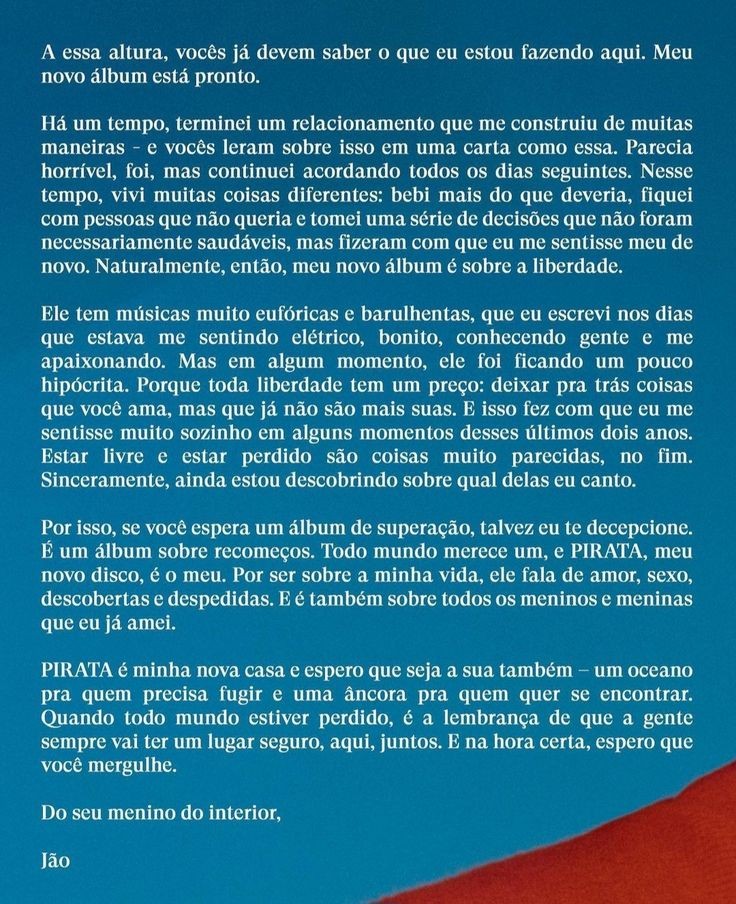 A essa altura, vocês já devem saber o que eu estou fazendo aqui. Meu
novo álbum está pronto.
Há um tempo, terminei um relacionamento que me construiu de muitas
maneiras - e vocês leram sobre isso em uma carta como essa. Parecia
horrível, foi, mas continuei acordando todos os dias seguintes. Nesse
tempo, vivi muitas coisas diferentes: bebi mais do que deveria, fiquei
com pessoas que não queria e tomei uma série de decisões que não foram
necessariamente saudáveis, mas fizeram com que eu me sentisse meu de
novo. Naturalmente, então, meu novo álbum é sobre a liberdade.
Ele tem músicas muito eufóricas e barulhentas, que eu escrevi nos dias
que estava me sentindo elétrico, bonito, conhecendo gente e me
apaixonando. Mas em algum momento, ele foi ficando um pouco
hipócrita. Porque toda liberdade tem um preço: deixar pra trás coisas
que você ama, mas que já não são mais suas. E isso fez com que eu me
sentisse muito sozinho em alguns momentos desses últimos dois anos.
Estar livre e estar perdido são coisas muito parecidas, no fim.
Sinceramente, ainda estou descobrindo sobre qual delas eu canto.
Por isso, se você espera um álbum de superação, talvez eu te decepcione.
É um álbum sobre recomeços. Todo mundo merece um, e PIRATA, meu
novo disco, é o meu. Por ser sobre a minha vida, ele fala de amor, sexo,
descobertas e despedidas. E é também sobre todos os meninos e meninas
que eu já amei.
PIRATA é minha nova casa e espero que seja a sua também – um oceano
pra quem precisa fugir e uma âncora pra quem quer se encontrar.
Quando todo mundo estiver perdido, é a lembrança de que a gente
sempre vai ter um lugar seguro, aqui, juntos. E na hora certa, espero que
você mergulhe.
Do seu menino do interior,
Jão